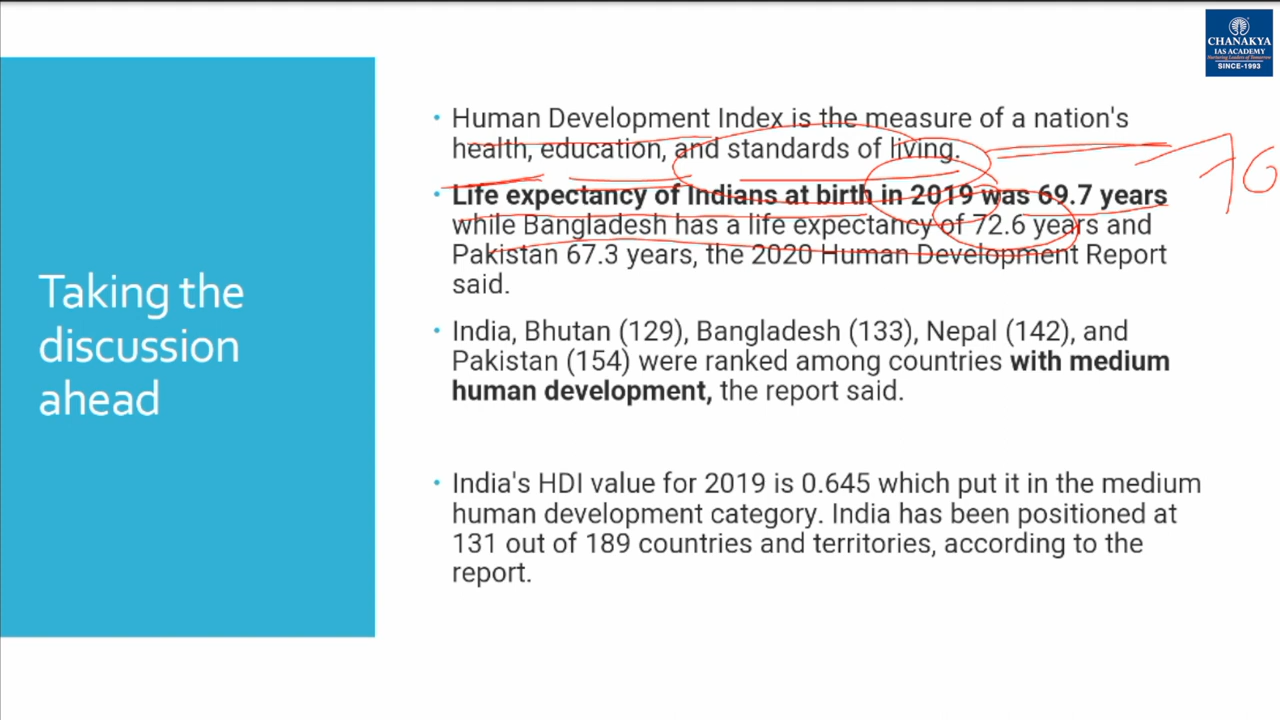 CHANAKYA
IAS ACADEMY
Nurturing Leaders of Tomorrow
SINCE-1993
Taking the
discussion
ahead
• Human Development Index is the measure of a nation's
health, education, and standards of living.
• Life expectancy of Indians at birth in 2019 was 69.7 years
while Bangladesh has a life expectancy of 72.6 years and
Pakistan 67.3 years, the 2020 Human Development Report
said.
• India, Bhutan (129), Bangladesh (133), Nepal (142), and
Pakistan (154) were ranked among countries with medium
human development, the report said.
• India's HDI value for 2019 is 0.645 which put it in the medium
human development category. India has been positioned at
131 out of 189 countries and territories, according to the
report.